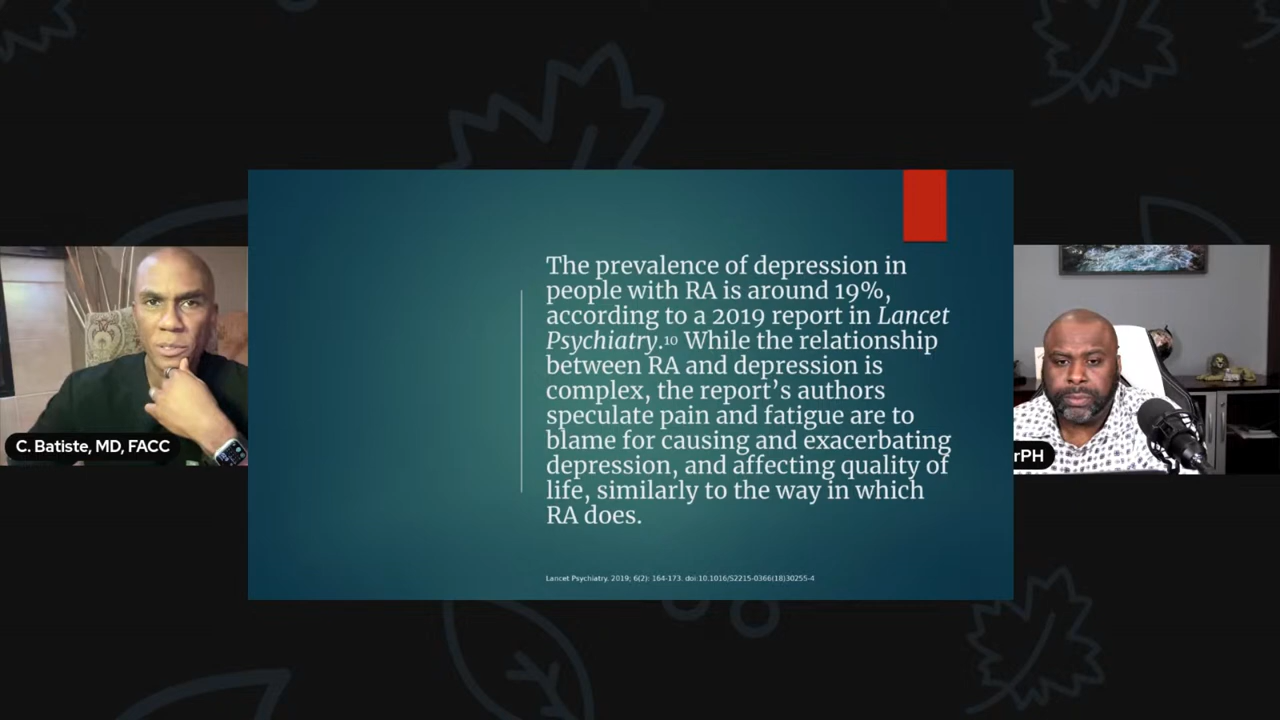 The prevalence of depression in
people with RA is around 19%,
according to a 2019 report in Lancet
Psychiatry.10 While the relationship
between RA and depression is
complex, the report's authors
speculate pain and fatigue are to
blame for causing and exacerbating
depression, and affecting quality of
life, similarly to the way in which
RA does.
Lancet Psychiatry. 2019; 6(2): 164-173. doi:10.1016/S2215-0366(18)30255-4
C. Batiste, MD, FACC
rPH